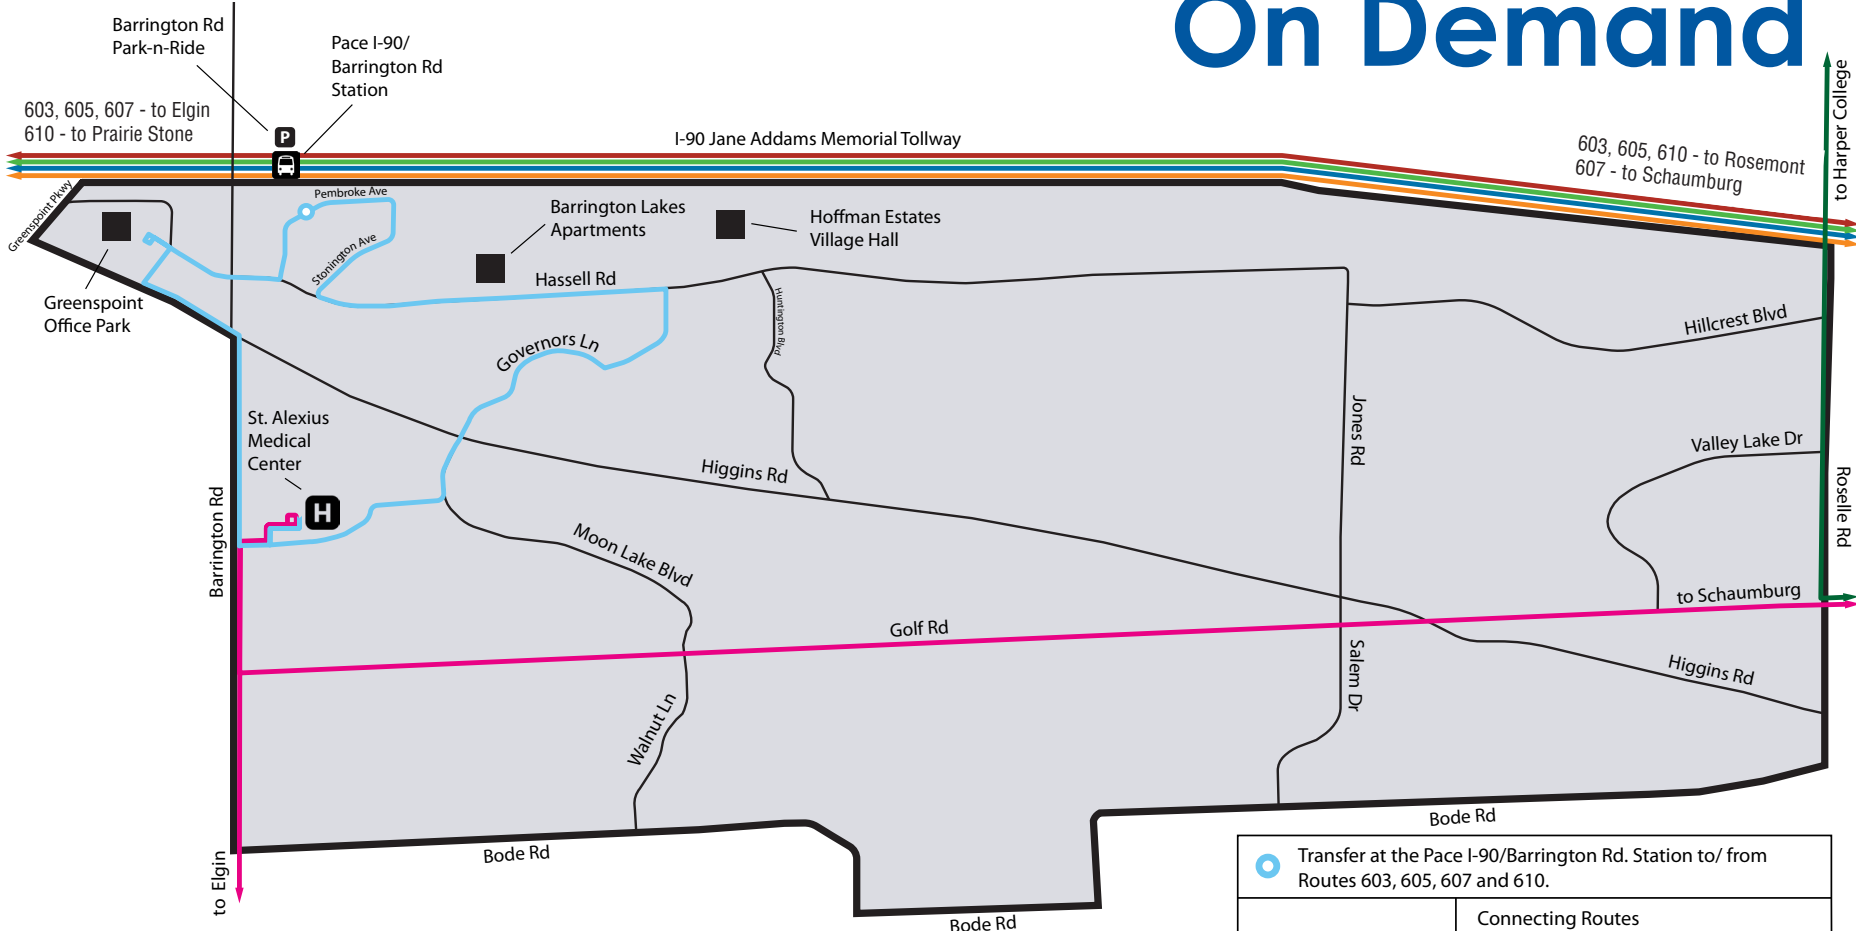 On Demand
Barrington Rd
Park-n-Ride
Pace I-90/
Barrington Rd
Station
603, 605, 607 - to Elgin
610 - to Prairie Stone
P
I-90 Jane Addams Memorial Tollway
603, 605, 610 - to Rosemont
607 - to Schaumburg
to Harper College
Greenspoint Pkwy
Pembroke Ave
Stonington Ave
Barrington Lakes
Apartments
Hoffman Estates
Village Hall
Greenspoint
Office Park
Hassell Rd
Huntington Blvd
Governors Ln
Hillcrest Blvd
St. Alexius
Medical
Center
H
Jones Rd
Valley Lake Dr
Higgins Rd
Barrington Rd
Roselle Rd
Moon Lake Blvd
to Schaumburg
Golf Rd
Salem Dr
Higgins Rd
Walnut Ln
Bode Rd
Bode Rd
to Elgin
Bode Rd
Transfer at the Pace I-90/Barrington Rd. Station to/ from
Routes 603, 605, 607 and 610.
Connecting Routes